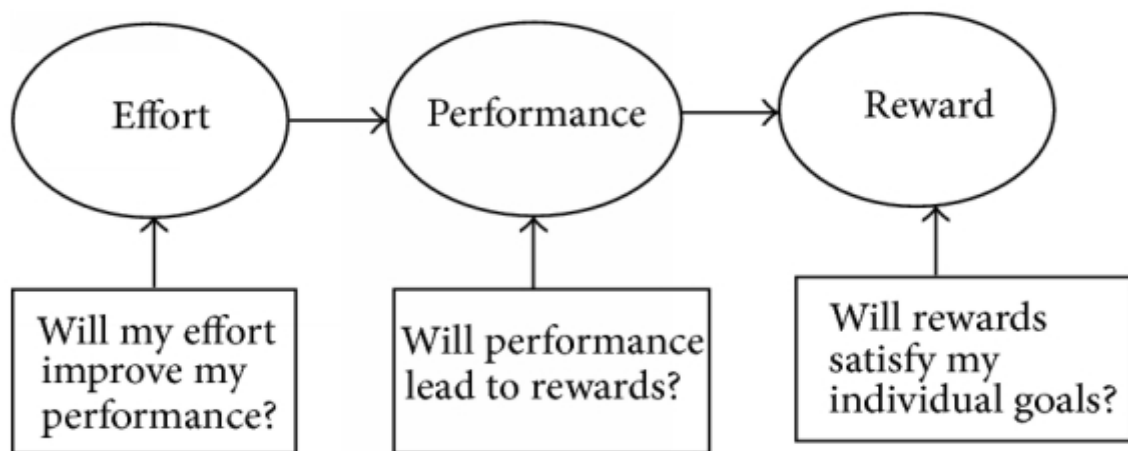 Effort
Performance
Reward
Will my effort
improve my
performance?
Will performance
lead to rewards?
Will rewards
satisfy my
individual goals?